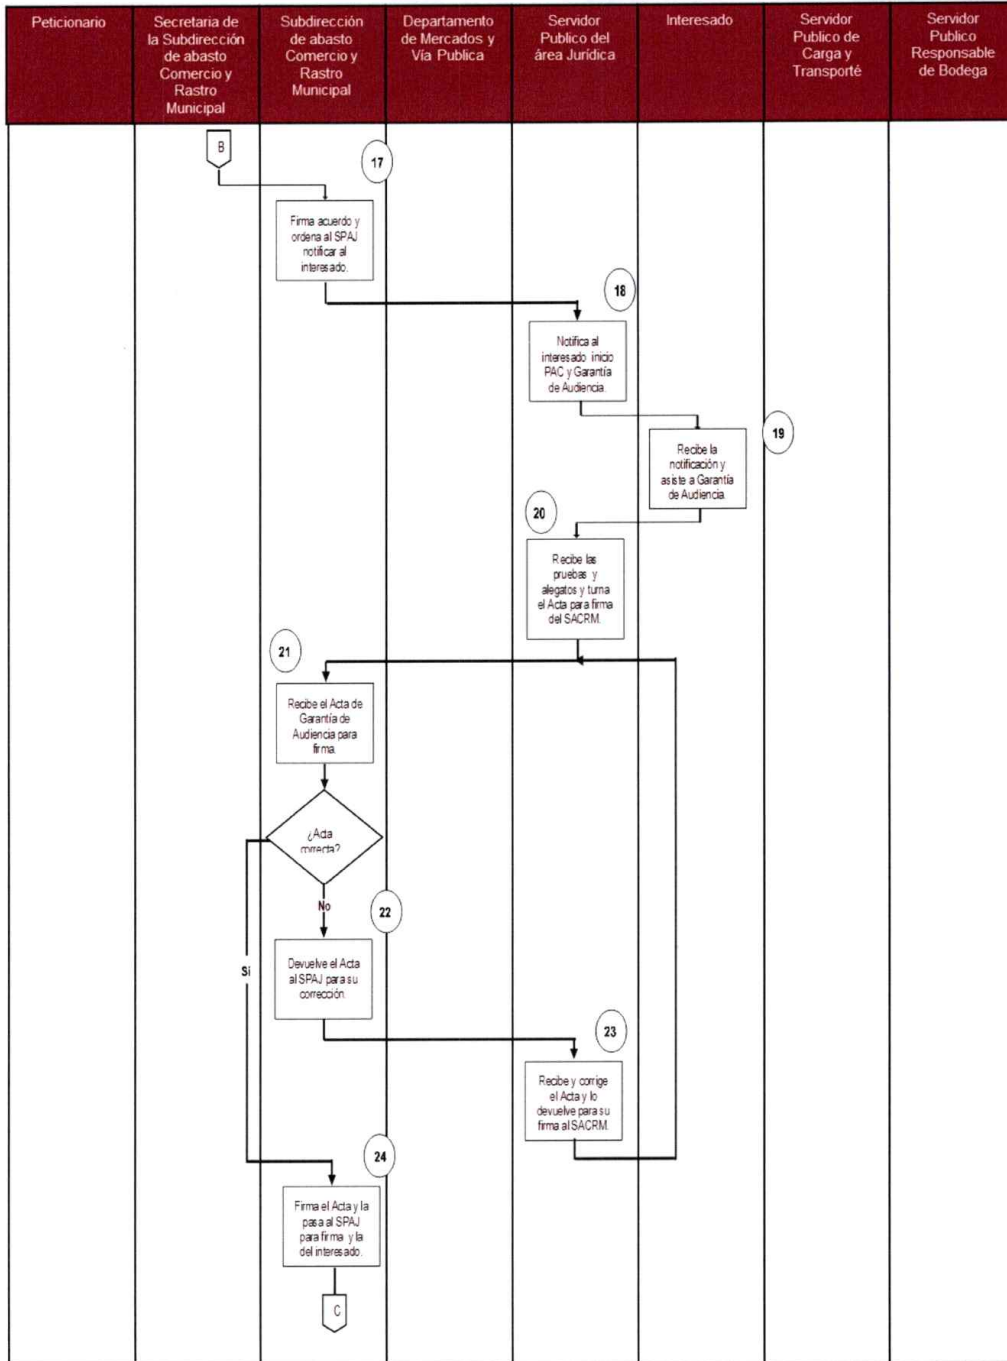 Peticionario
Secretaria de
la Subdirección
de abasto
Comercio y
Rastro
Municipal
Subdirección
de abasto
Comercio y
Rastro
Municipal
Departamento
de Mercados y
Vía Publica
Servidor
Publico del
área Jurídica
Interesado
Servidor
Publico de
Carga y
Transporté
Servidor
Publico
Responsable
de Bodega
B
17
Firma acuerdo y
ordena al SPAJ
notificar al
interesado.
18
Notifica al
interesado inicio
PAC y Garantía
de Audiencia.
19
Recibe la
notificación y
asiste a Garantía
de Audiencia.
20
Recibe las
pruebas y
alegatos y turna
el Acta para firma
del SACRM.
21
Recibe el Acta de
Garantía de
Audiencia para
firma.
¿Acta
correcta?
No
22
Si
Devuelve el Acta
al SPAJ para su
corrección.
23
Recibe y corrige
el Acta y lo
devuelve para su
firma al SACRM.
24
Firma el Acta y la
pasa al SPAJ
para firma y la
del interesado.
C